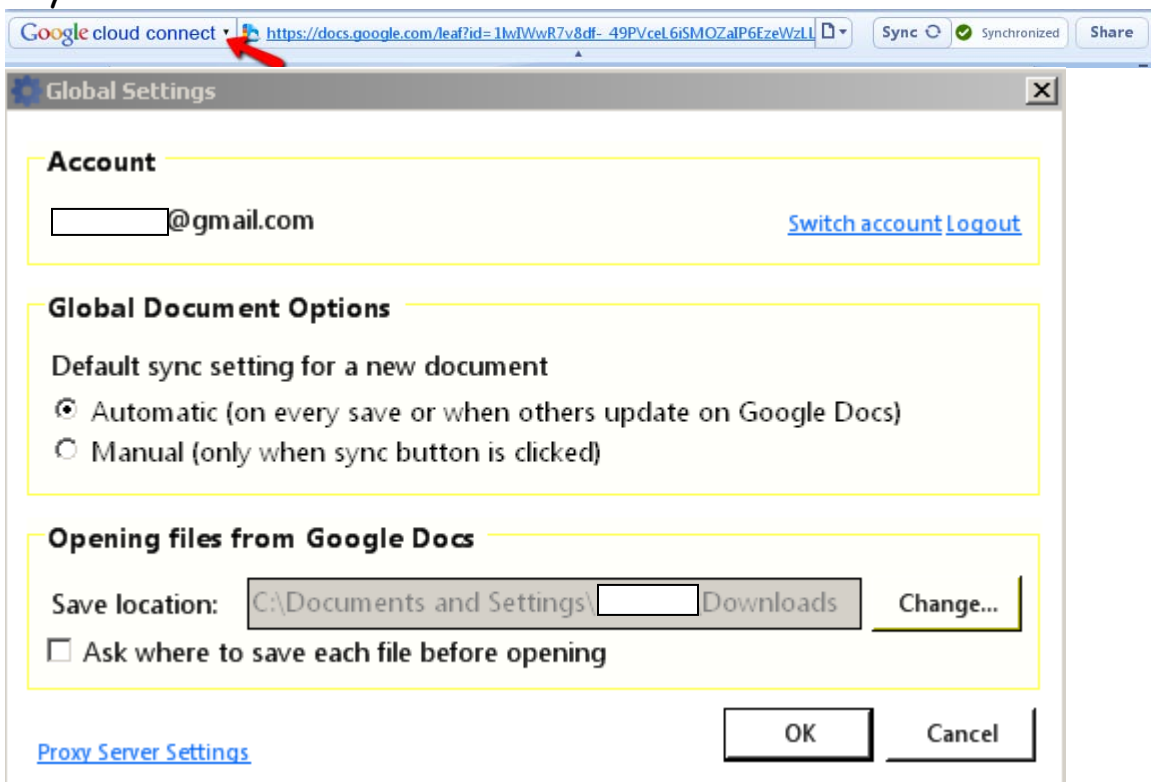 Google cloud connect https://docs.google.com/leaf?id=1lwIWwR7v8df-_49PVceL6iSMOZaIP6EzeWzLL Sync Synchronized Share
Global Settings
Account
@gmail.com Switch account Logout
Global Document Options
Default sync setting for a new document
Automatic (on every save or when others update on Google Docs)
Manual (only when sync button is clicked)
Opening files from Google Docs
Save location: C:\Documents and Settings\ Downloads Change...
Ask where to save each file before opening
OK Cancel
Proxy Server Settings